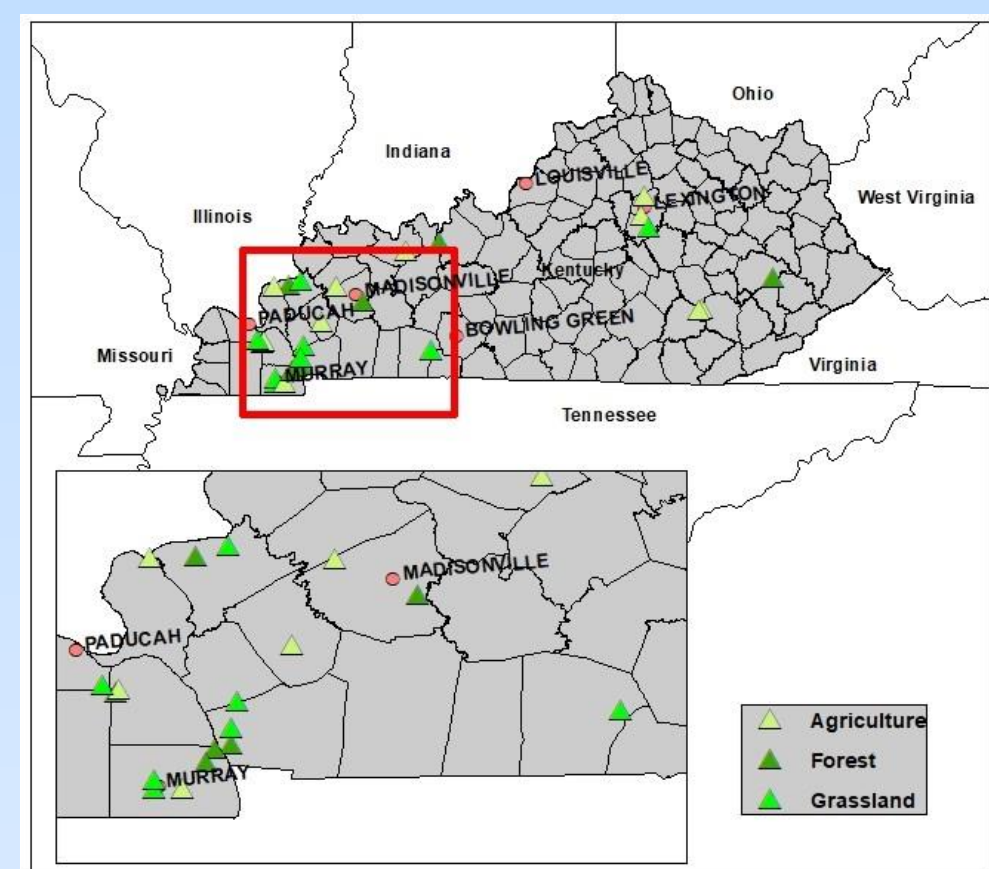 Ohio
Indiana
LOUISVILLE
West Virginia
LEXINGTON
Illinois
Kentucky
MADISONVILLE
PADUCAH
BOWLING GREEN
Missouri
Virginia
MURRAY
Tennessee
MADISONVILLE
PADUCAH
MURRAY
Agriculture
Forest
Grassland